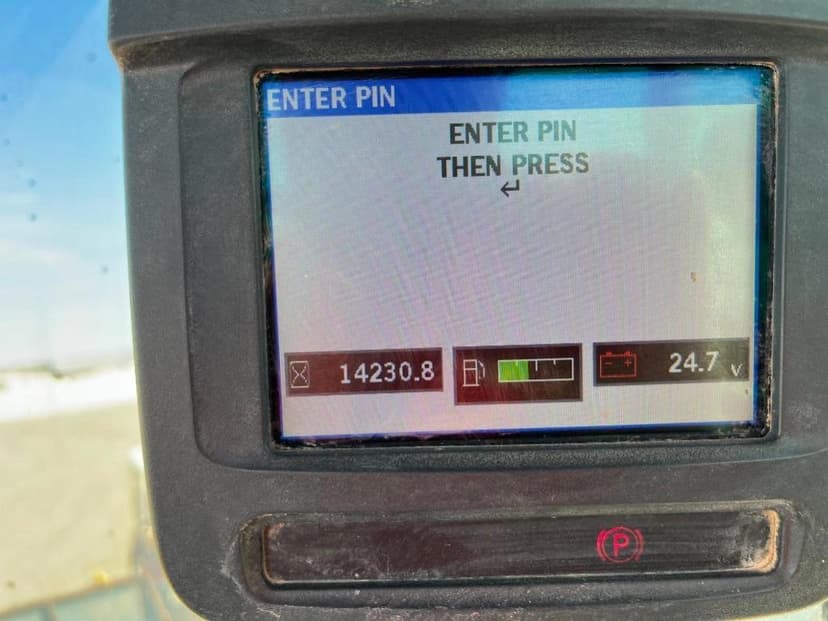 ENTER PIN
ENTER PIN
THEN PRESS
14230.8
24.7 V
P